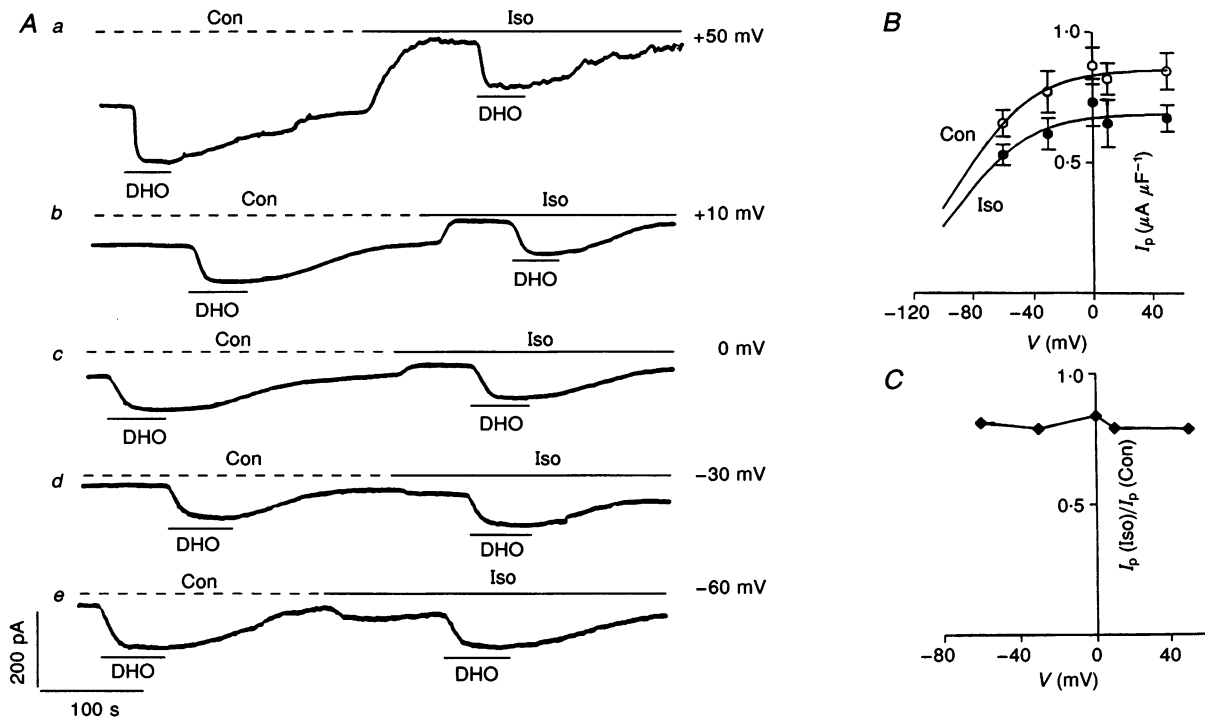 A
a
Con
Iso
+50 mV
DHO
DHO
b
Con
Iso
+10 mV
DHO
DHO
c
Con
Iso
0 mV
DHO
DHO
d
Con
Iso
−30 mV
DHO
DHO
e
Con
Iso
−60 mV
DHO
DHO
200 pA
100 s
B
1·0
0·5
Con
Iso
Ip (μA μF−1)
−120
−80
−40
0
40
V (mV)
C
1·0
0·5
Ip (Iso)/Ip (Con)
−80
−40
0
40
V (mV)